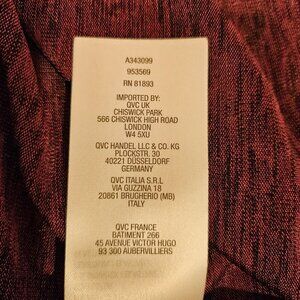 A343099
953569
RN 81893
IMPORTED BY:
QVC UK
CHISWICK PARK
566 CHISWICK HIGH ROAD
LONDON
W4 5XU
QVC HANDEL LLC & CO. KG
PLOCKSTR. 30
40221 DUSSELDORF
GERMANY
QVC ITALIA S.R.L
VIA GUZZINA 18
20861 BRUGHERIO (MB)
ITALY
QVC FRANCE
BATIMENT 266
45 AVENUE VICTOR HUGO
93 300 AUBERVILLIERS